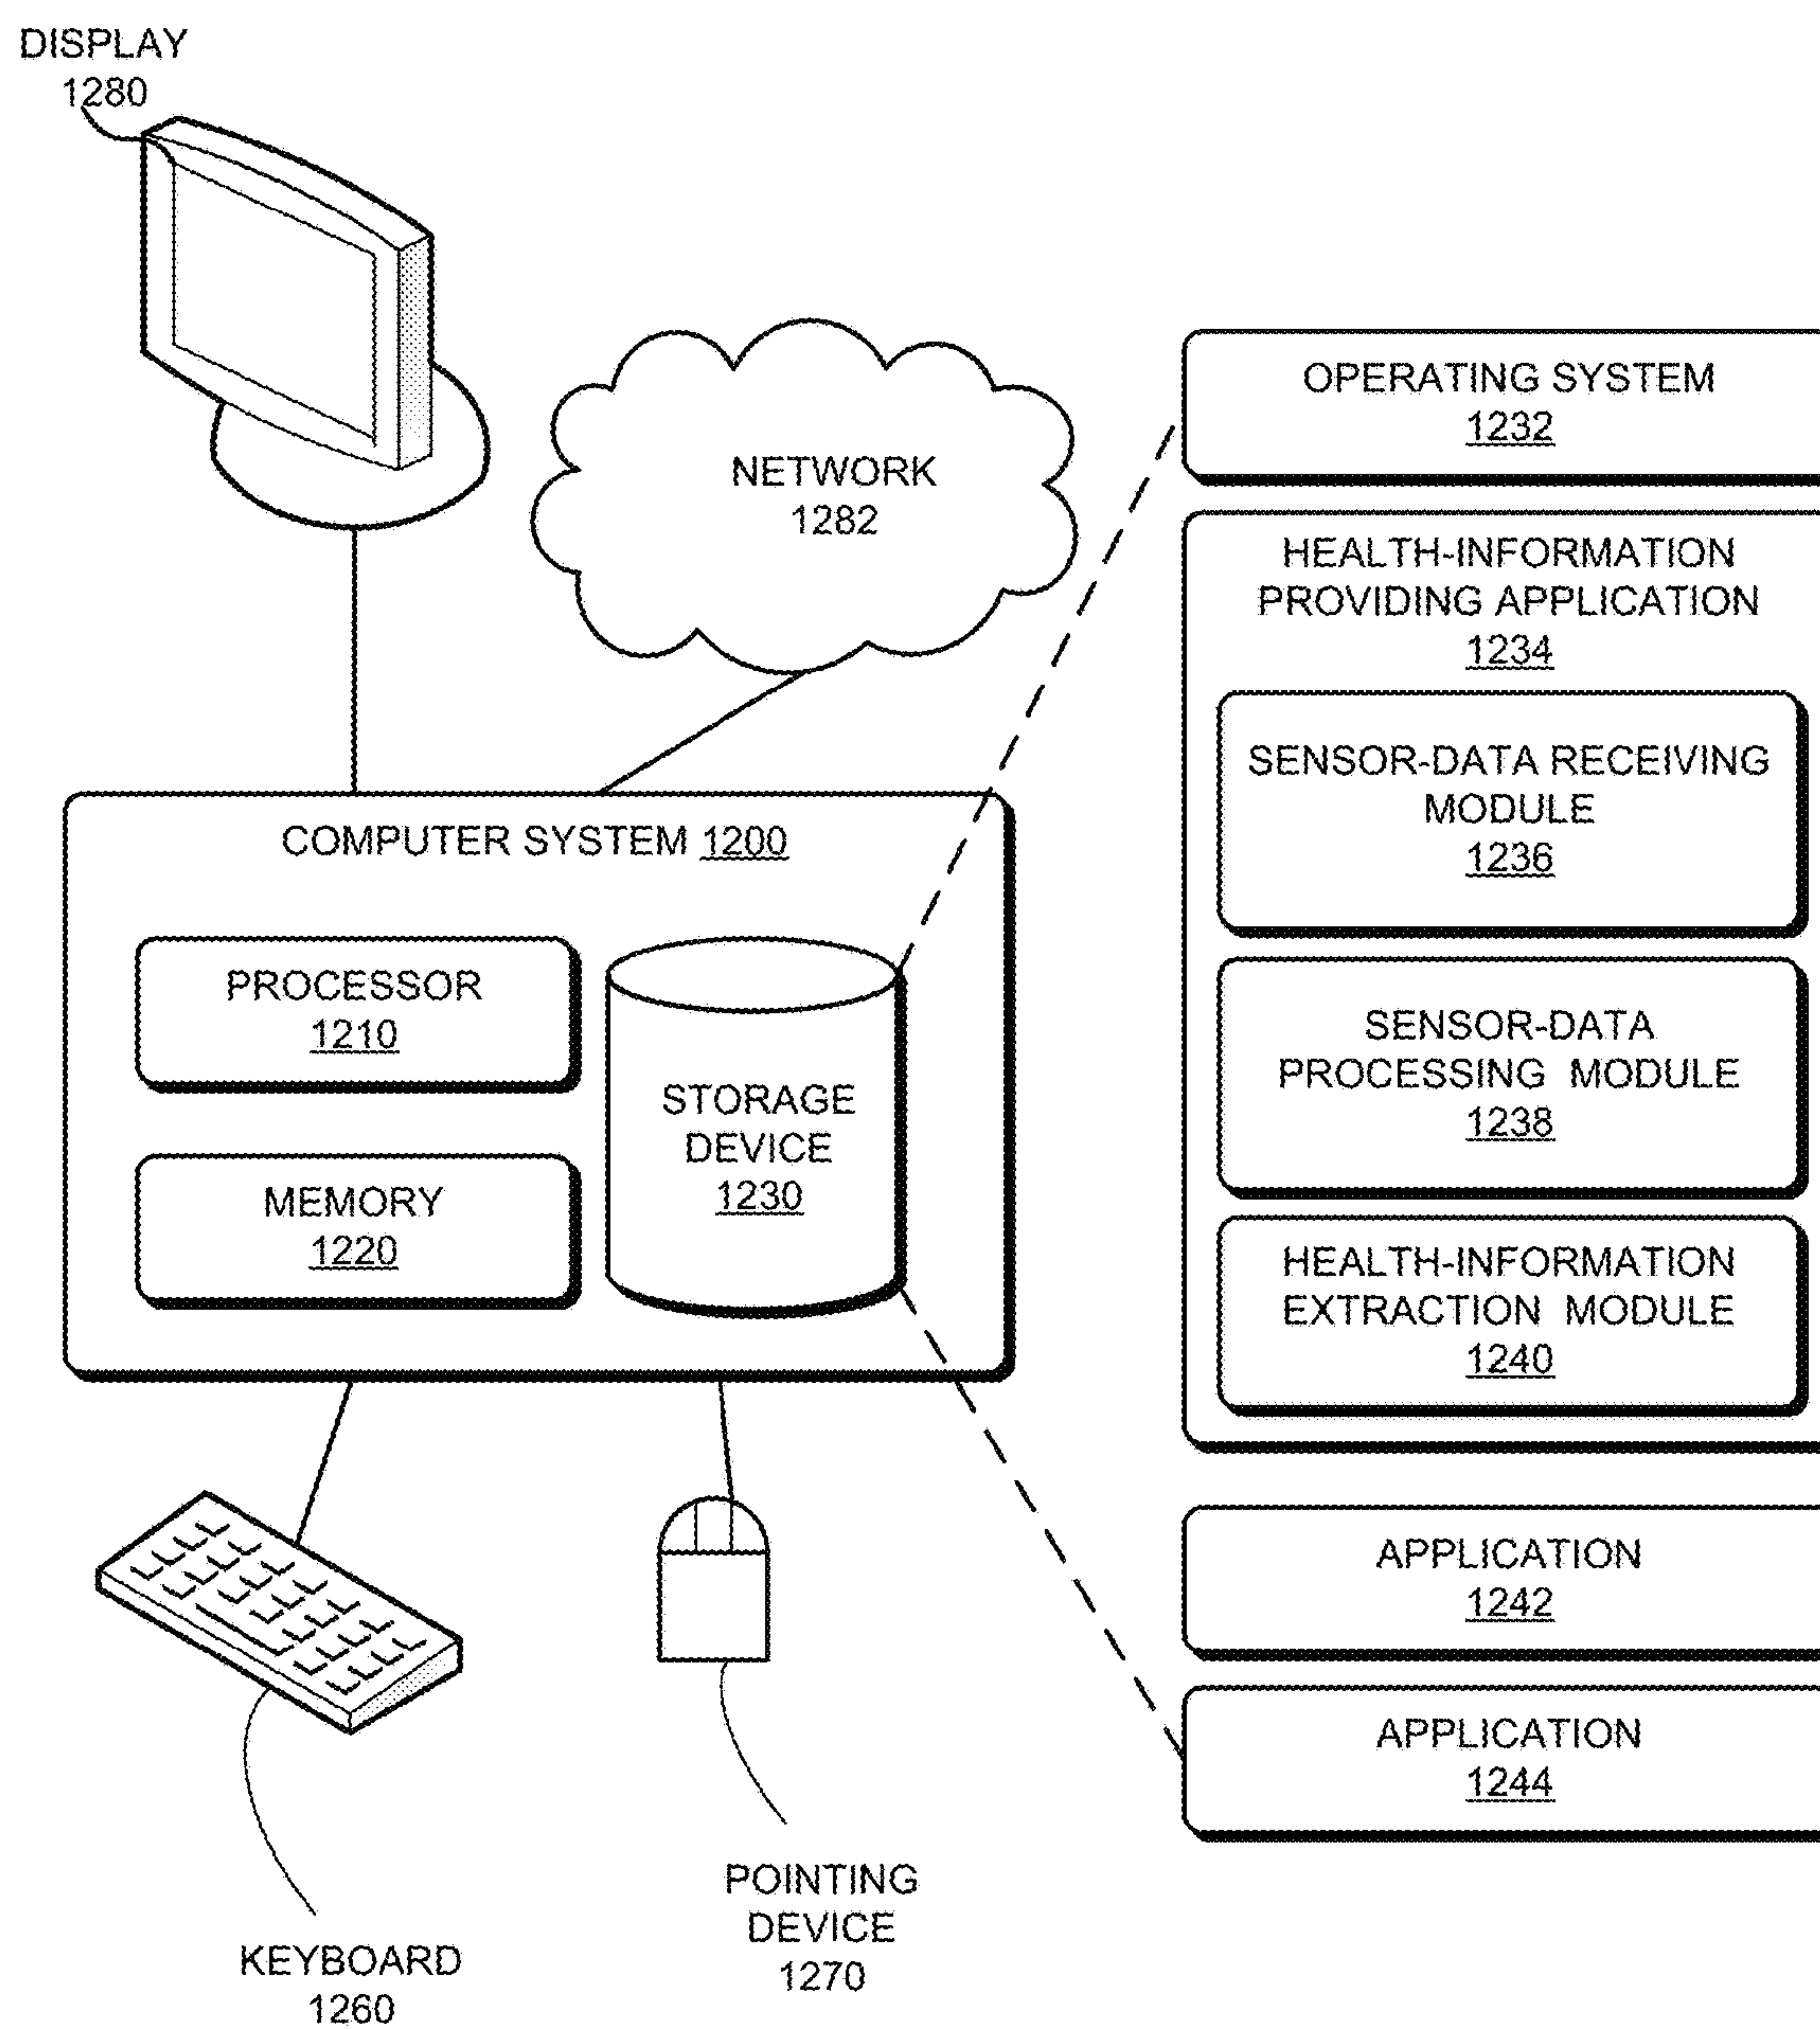 DISPLAY
1280
NETWORK
1282
COMPUTER SYSTEM 1200
PROCESSOR
1210
MEMORY
1220
STORAGE
DEVICE
1230
KEYBOARD
1260
POINTING
DEVICE
1270
OPERATING SYSTEM
1232
HEALTH-INFORMATION
PROVIDING APPLICATION
1234
SENSOR-DATA RECEIVING
MODULE
1236
SENSOR-DATA
PROCESSING MODULE
1238
HEALTH-INFORMATION
EXTRACTION MODULE
1240
APPLICATION
1242
APPLICATION
1244